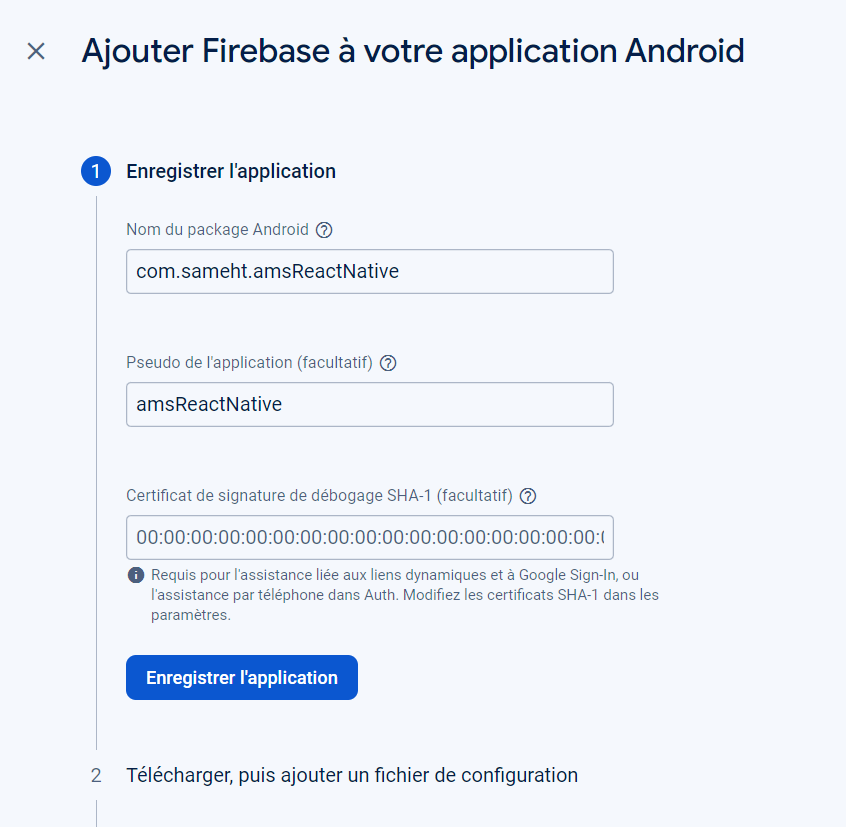 Ajouter Firebase à votre application Android
1 Enregistrer l'application
Nom du package Android
com.sameht.amsReactNative
Pseudo de l'application (facultatif)
amsReactNative
Certificat de signature de débogage SHA-1 (facultatif)
00:00:00:00:00:00:00:00:00:00:00:00:00:00:00:00:00:
Requis pour l'assistance liée aux liens dynamiques et à Google Sign-In, ou
l'assistance par téléphone dans Auth. Modifiez les certificats SHA-1 dans les
paramètres.
Enregistrer l'application
2 Télécharger, puis ajouter un fichier de configuration